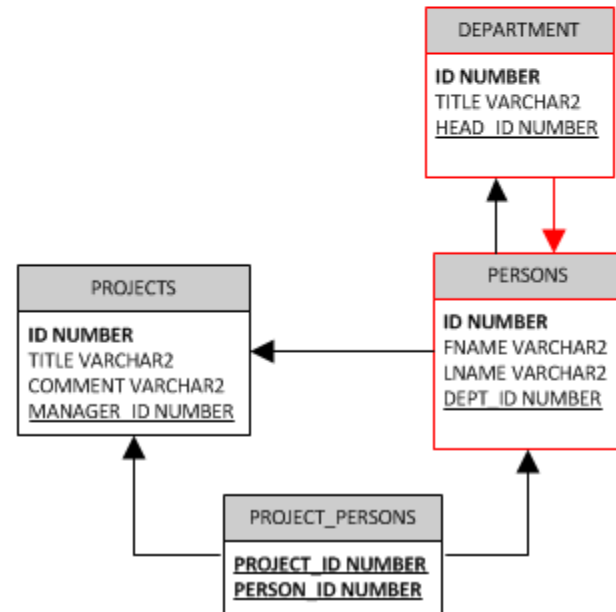 DEPARTMENT
ID NUMBER
TITLE VARCHAR2
HEAD_ID NUMBER
PERSONS
ID NUMBER
FNAME VARCHAR2
LNAME VARCHAR2
DEPT_ID NUMBER
PROJECTS
ID NUMBER
TITLE VARCHAR2
COMMENT VARCHAR2
MANAGER_ID NUMBER
PROJECT_PERSONS
PROJECT_ID NUMBER
PERSON_ID NUMBER